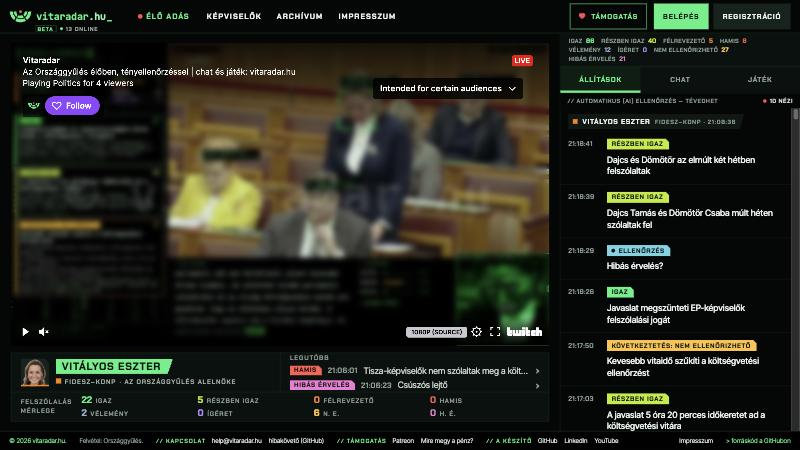 vitaradar.hu_
BETA 13 ONLINE
ÉLŐ ADÁS KÉPVISELŐK ARCHÍVUM IMPRESSZUM
TÁMOGATÁS BELÉPÉS REGISZTRÁCIÓ
Vitaradar
Az Országgyűlés élőben, tényellenőrzéssel | chat és játék: vitaradar.hu
Playing Politics for 4 viewers
LIVE
Follow
Intended for certain audiences
1080P (SOURCE) twitch
IGAZ 86 RÉSZBEN IGAZ 40 FÉLREVEZETŐ 5 HAMIS 8
VÉLEMÉNY 12 ÍGÉRET 0 NEM ELLENŐRIZHETŐ 27
HIBÁS ÉRVELÉS 21
ÁLLÍTÁSOK CHAT JÁTÉK
// AUTOMATIKUS (AI) ELLENŐRZÉS – TÉVEDHET 10 NÉZI
VITÁLYOS ESZTER FIDESZ–KDNP · 21:08:36
21:18:41 RÉSZBEN IGAZ
Dajcs és Dömötör az elmúlt két hétben
felszólaltak
21:18:39 RÉSZBEN IGAZ
Dajcs Tamás és Dömötör Csaba múlt héten
szólaltak fel
21:18:29 ELLENŐRZÉS
Hibás érvelés?
21:18:26 IGAZ
Javaslat megszünteti EP-képviselők
felszólalási jogát
21:17:50 KÖVETKEZTETÉS: NEM ELLENŐRIZHETŐ
Kevesebb vitaidő szűkíti a költségvetési
ellenőrzést
21:17:03 RÉSZBEN IGAZ
A javaslat 5 óra 20 perces időkeretet ad a
költségvetési vitára
VITÁLYOS ESZTER
FIDESZ–KDNP · AZ ORSZÁGGYŰLÉS ALELNÖKE
LEGUTÓBB
HAMIS 21:06:01 Tisza-képviselők nem szólaltak meg a költ...
HIBÁS ÉRVELÉS 21:06:23 Csúszós lejtő
FELSZÓLALÁS
MÉRLEGE
22 IGAZ 5 RÉSZBEN IGAZ 0 FÉLREVEZETŐ 0 HAMIS
2 VÉLEMÉNY 0 ÍGÉRET 6 N. E. 0 H. É.
© 2026 vitaradar.hu. Felvétel: Országgyűlés. // KAPCSOLAT help@vitaradar.hu hibakövető (GitHub) // TÁMOGATÁS Patreon Mire megy a pénz? // A KÉSZÍTŐ GitHub LinkedIn YouTube Impresszum > forráskód a GitHubon